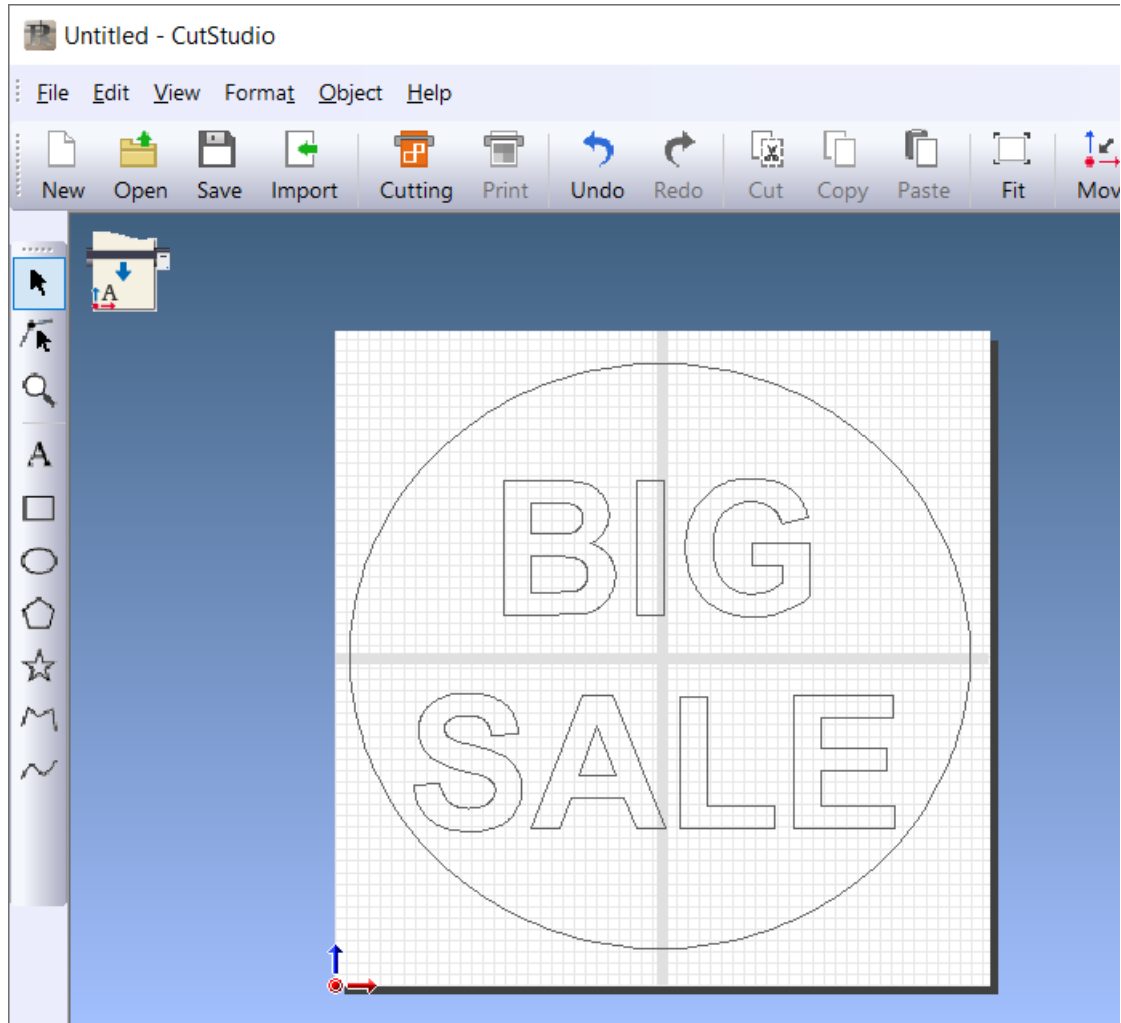 Untitled - CutStudio
File Edit View Format Object Help
New Open Save Import Cutting Print Undo Redo Cut Copy Paste Fit Mov
A
A
BIG
SALE